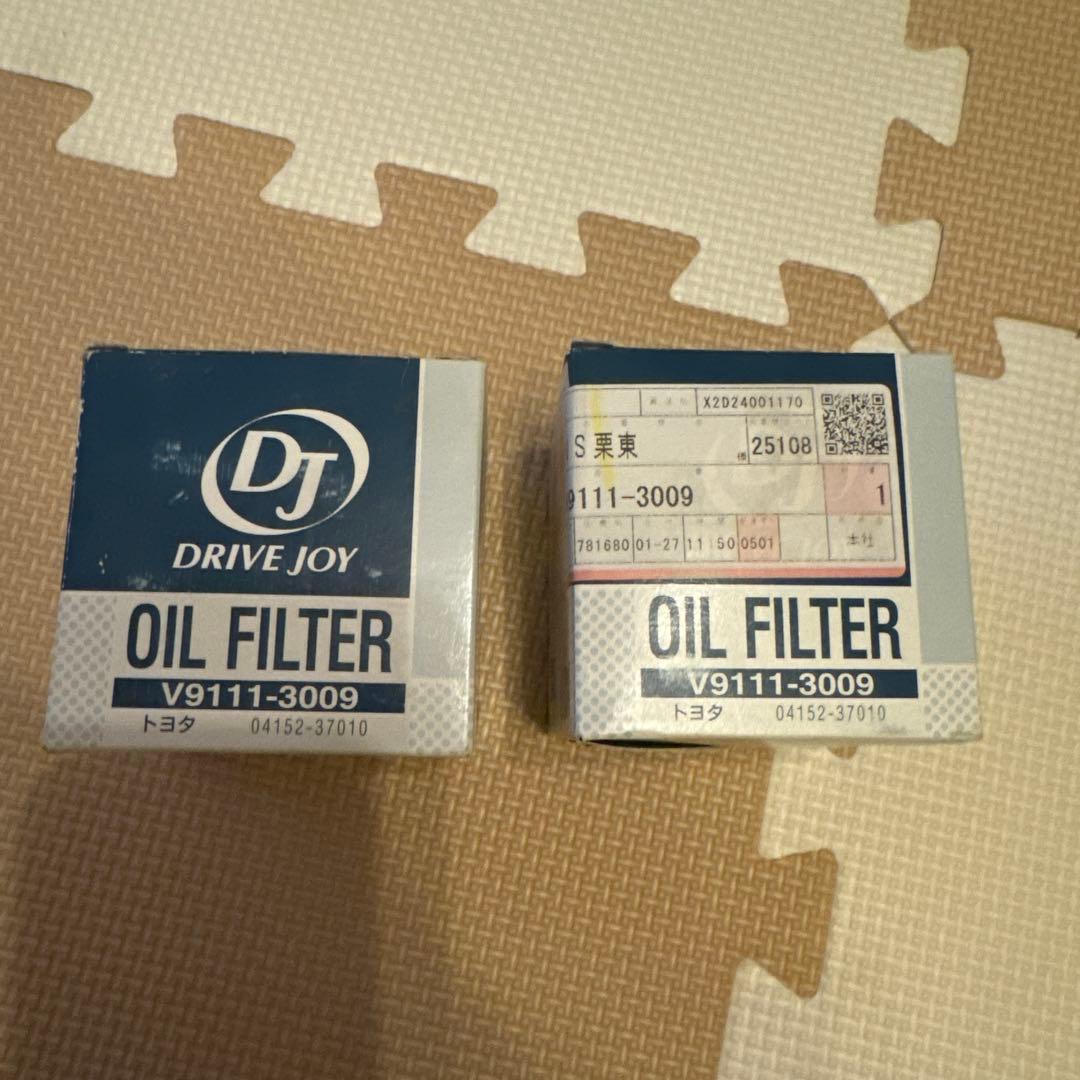 DJ
DRIVE JOY
OIL FILTER
V9111-3009
トヨタ 04152-37010
X2D24001170
S 栗東 様 25108
9111-3009 1
781680 01-27 11:50 0501 本社
OIL FILTER
V9111-3009
トヨタ 04152-37010